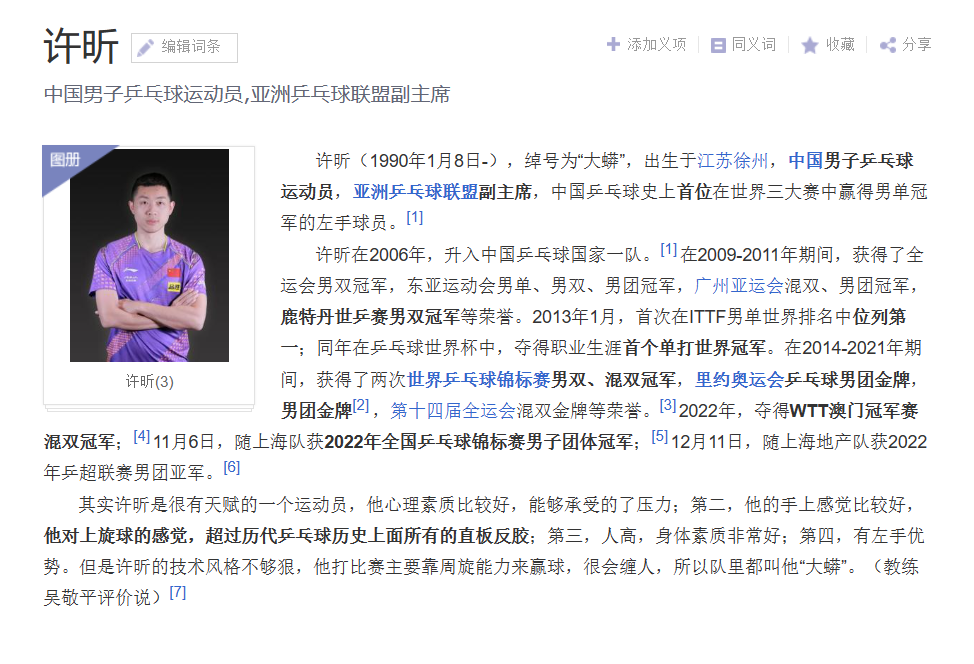 许昕
编辑词条
添加义项
同义词
收藏
分享
中国男子乒乓球运动员,亚洲乒乓球联盟副主席
图册
许昕(3)
许昕（1990年1月8日-），绰号为“大蟒”，出生于江苏徐州，中国男子乒乓球
运动员，亚洲乒乓球联盟副主席，中国乒乓球史上首位在世界三大赛中赢得男单冠
军的左手球员。[1]
许昕在2006年，升入中国乒乓球国家一队。[1]在2009-2011年期间，获得了全
运会男双冠军，东亚运动会男单、男双、男团冠军，广州亚运会混双、男团冠军，
鹿特丹世乒赛男双冠军等荣誉。2013年1月，首次在ITTF男单世界排名中位列第
一；同年在乒乓球世界杯中，夺得职业生涯首个单打世界冠军。在2014-2021年期
间，获得了两次世界乒乓球锦标赛男双、混双冠军，里约奥运会乒乓球男团金牌，
男团金牌[2]，第十四届全运会混双金牌等荣誉。[3]2022年，夺得WTT澳门冠军赛
混双冠军；[4]11月6日，随上海队获2022年全国乒乓球锦标赛男子团体冠军；[5]12月11日，随上海地产队获2022
年乒超联赛男团亚军。[6]
其实许昕是很有天赋的一个运动员，他心理素质比较好，能够承受的了压力；第二，他的手上感觉比较好，
他对上旋球的感觉，超过历代乒乓球历史上面所有的直板反胶；第三，人高，身体素质非常好；第四，有左手优
势。但是许昕的技术风格不够狠，他打比赛主要靠周旋能力来赢球，很会缠人，所以队里都叫他“大蟒”。（教练
吴敬平评价说）[7]